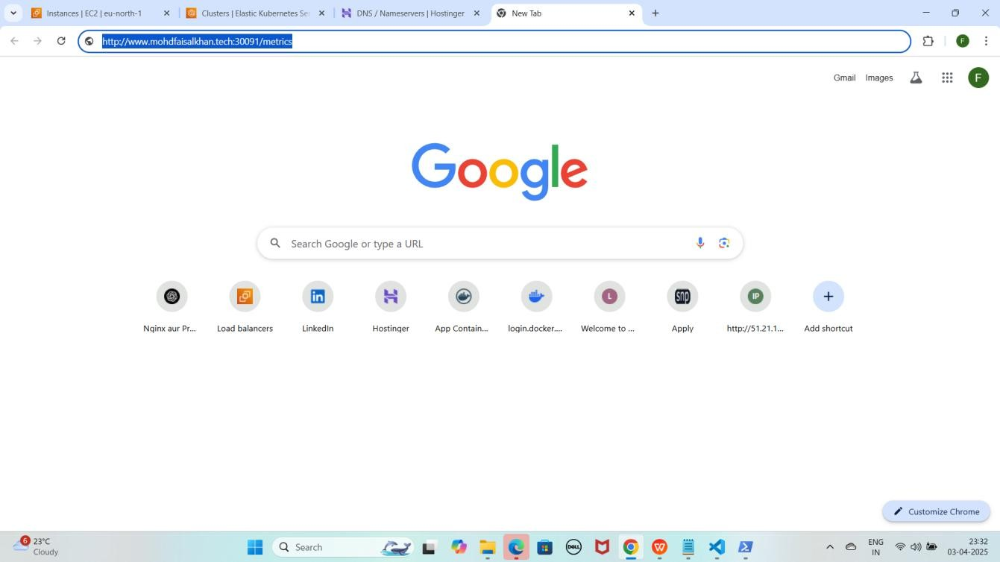 Instances | EC2 | eu-north-1
Clusters | Elastic Kubernetes Ser
DNS / Nameservers | Hostinger
New Tab
http://www.mohdfaisalkhan.tech:30091/metrics
F
Gmail
Images
F
Google
Search Google or type a URL
L
snp
IP
Nginx aur Pr...
Load balancers
LinkedIn
Hostinger
App Contain...
login.docker....
Welcome to ...
Apply
http://51.21.1...
Add shortcut
Customize Chrome
6
23°C
Cloudy
Search
DELL
ENG
IN
23:32
03-04-2025